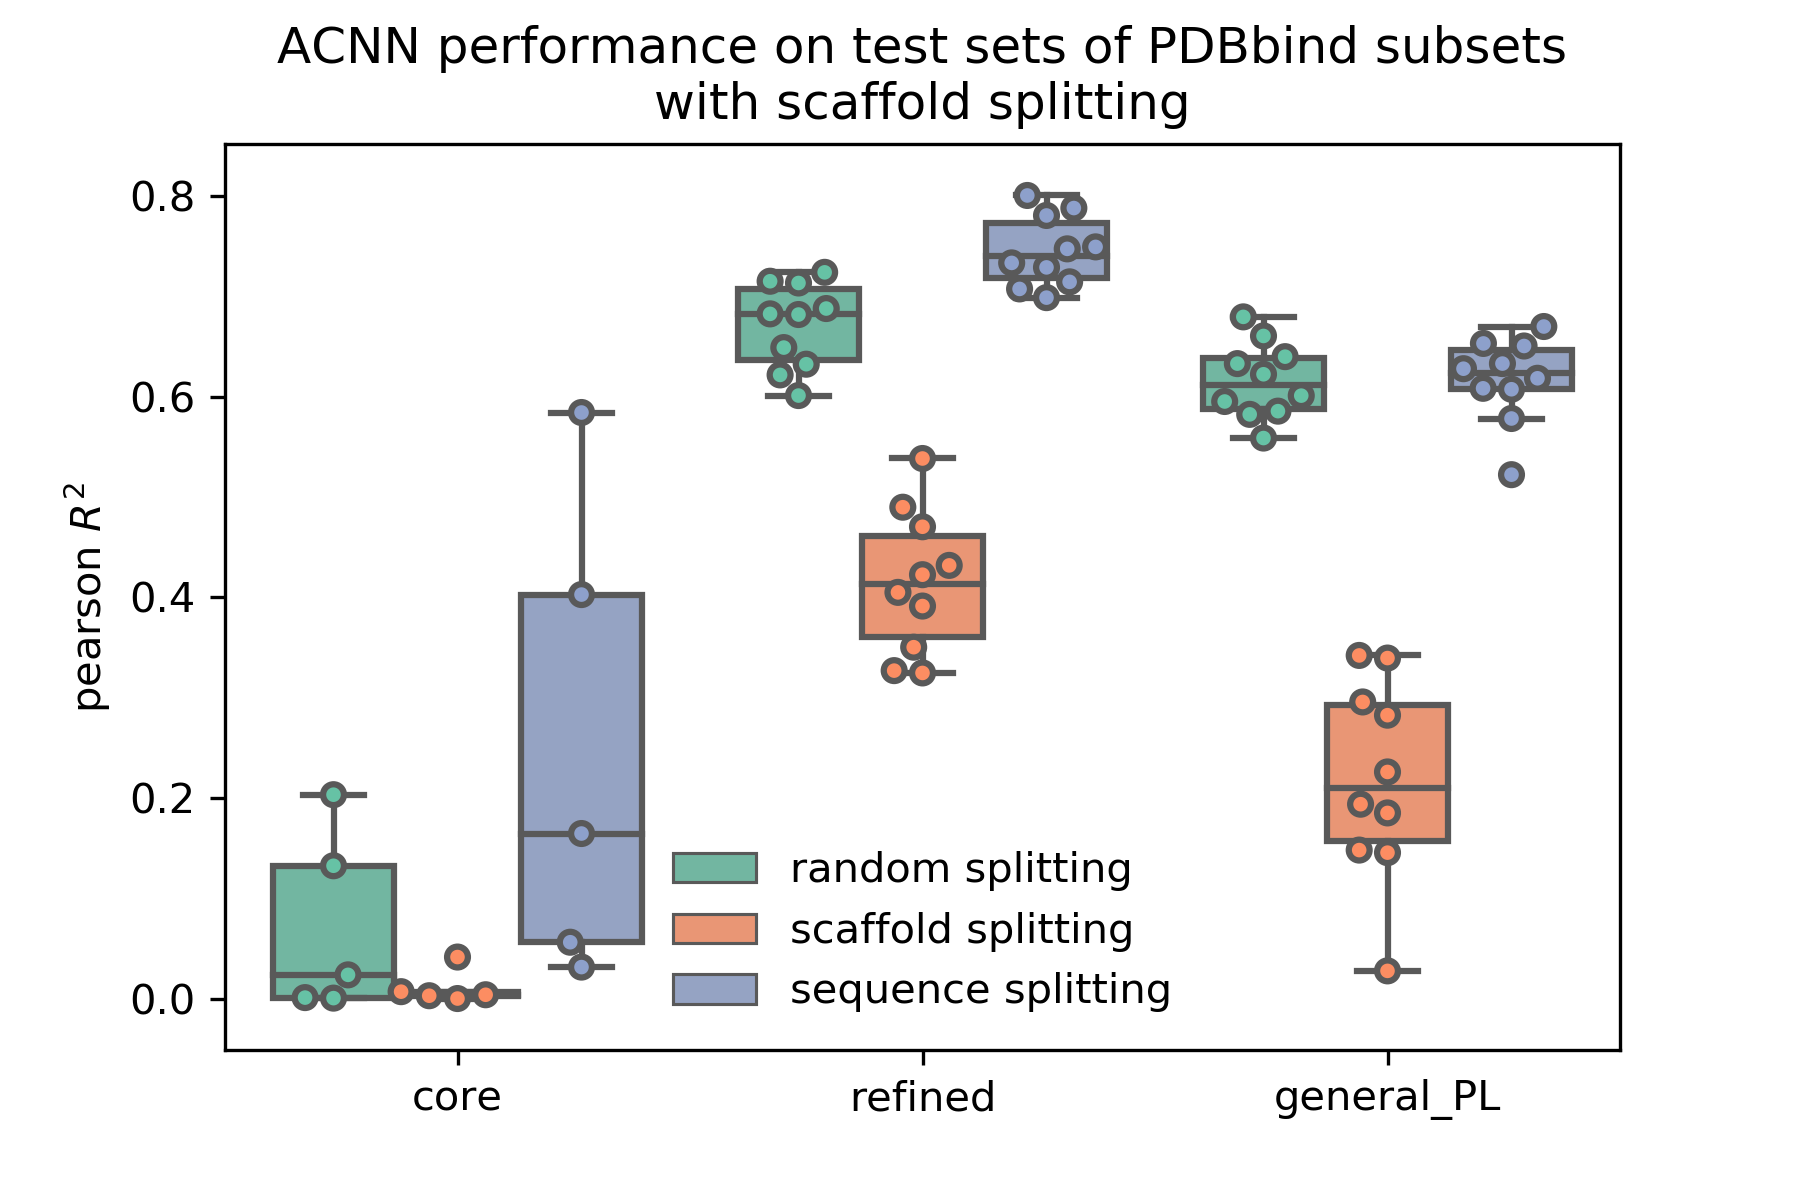 ACNN performance on test sets of PDBbind subsets
with scaffold splitting
pearson R²
0.8
0.6
0.4
0.2
0.0
random splitting
scaffold splitting
sequence splitting
core
refined
general_PL